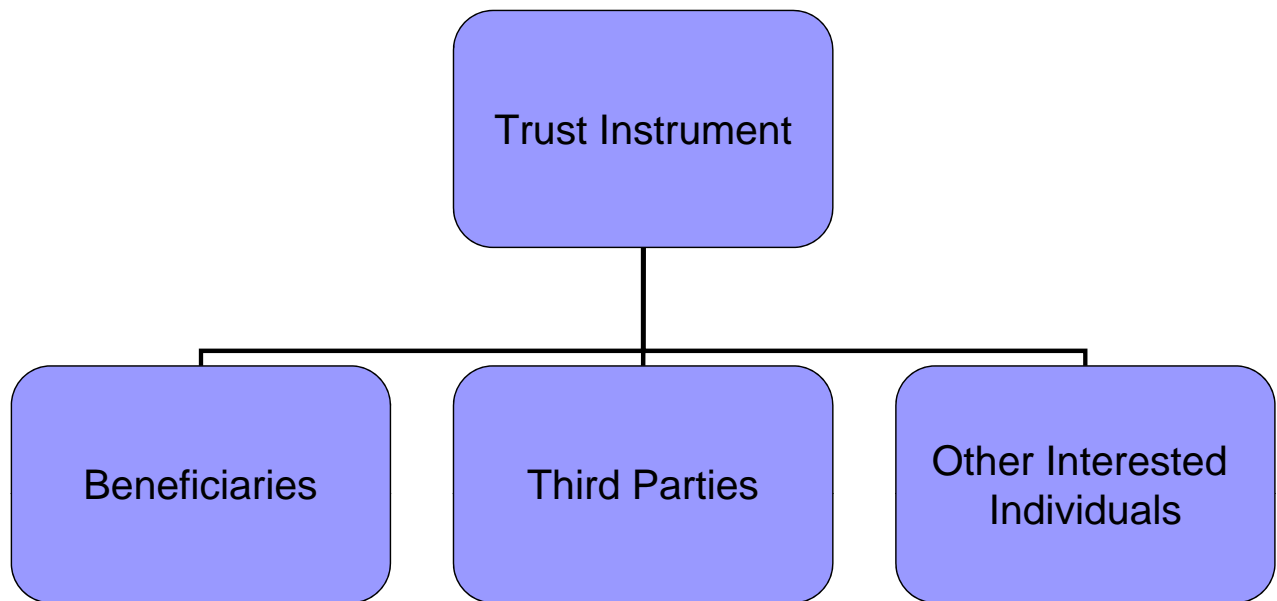 Trust Instrument
Beneficiaries
Third Parties
Other Interested
Individuals